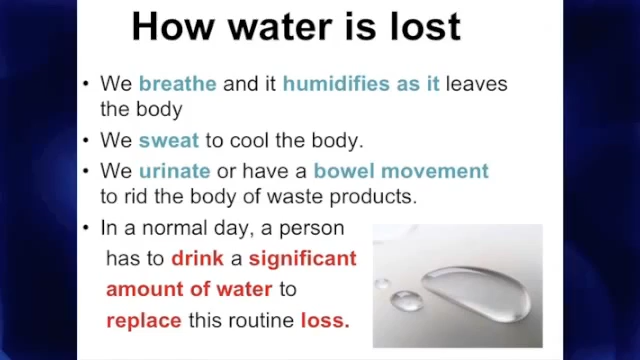 How water is lost
• We breathe and it humidifies as it leaves
the body
• We sweat to cool the body.
• We urinate or have a bowel movement
to rid the body of waste products.
• In a normal day, a person
has to drink a significant
amount of water to
replace this routine loss.